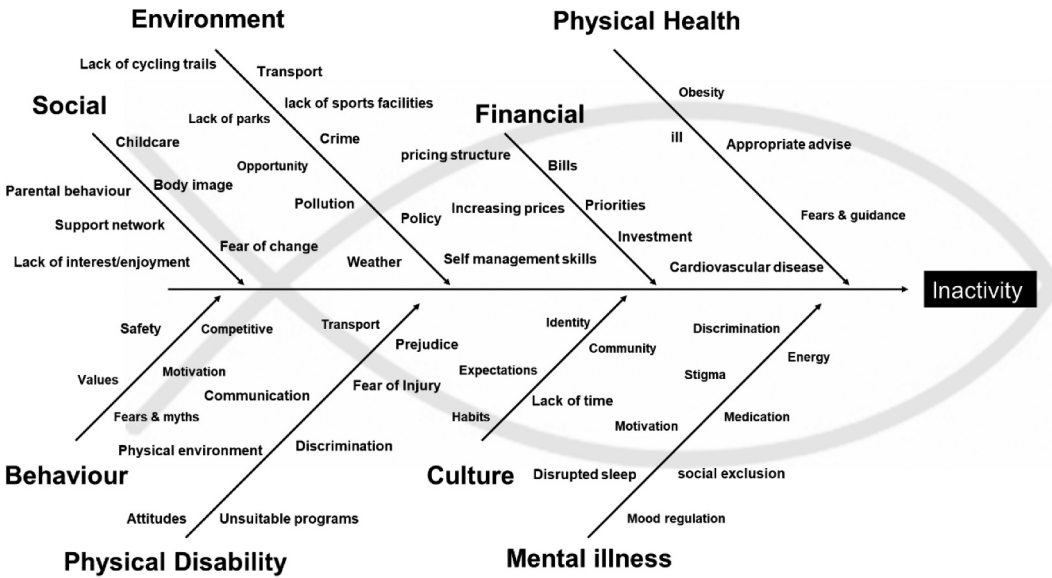 Environment
Physical Health
Lack of cycling trails
Transport
Obesity
Social
lack of sports facilities
Financial
Lack of parks
Crime
ill
Appropriate advise
Childcare
pricing structure
Bills
Opportunity
Parental behaviour
Body image
Pollution
Increasing prices
Priorities
Policy
Fears & guidance
Support network
Investment
Fear of change
Lack of interest/enjoyment
Weather
Self management skills
Cardiovascular disease
Inactivity
Safety
Competitive
Transport
Identity
Discrimination
Prejudice
Community
Energy
Values
Motivation
Expectations
Stigma
Communication
Fear of Injury
Lack of time
Fears & myths
Habits
Motivation
Medication
Physical environment
Discrimination
Behaviour
Culture
Disrupted sleep
social exclusion
Attitudes
Unsuitable programs
Mood regulation
Physical Disability
Mental illness